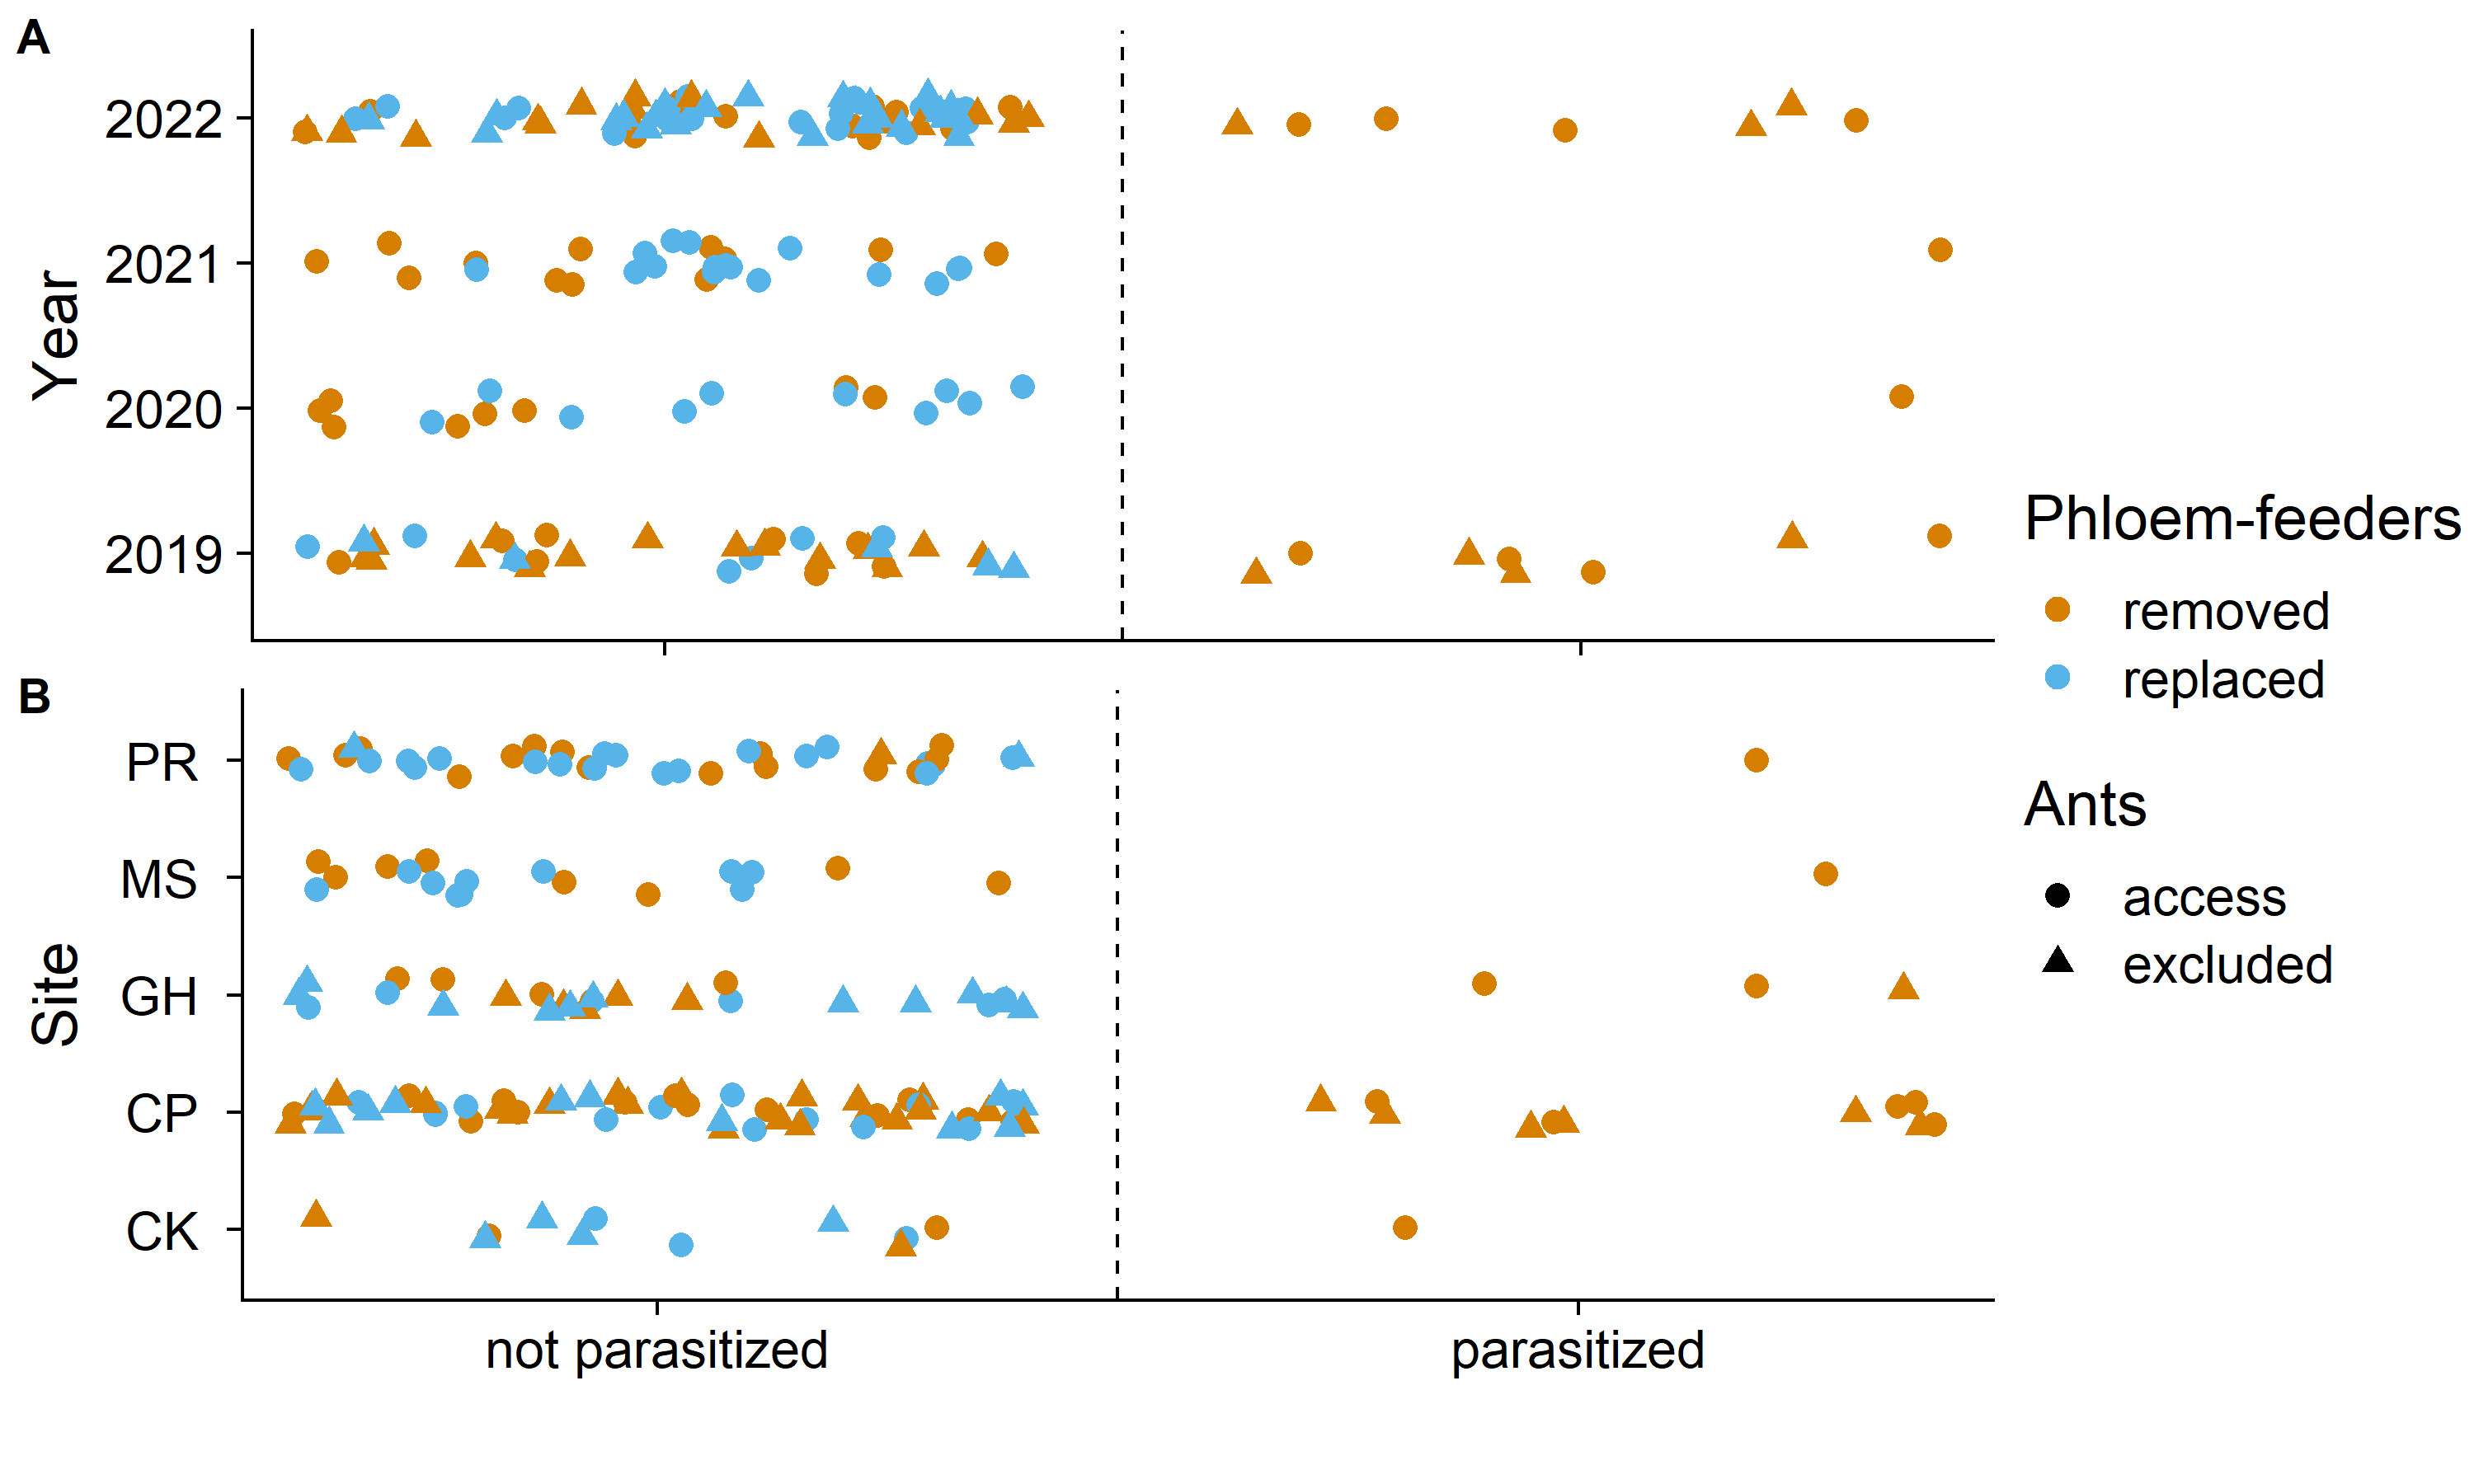 A
2022
2021
2020
2019
Year
Phloem-feeders
removed
replaced
Ants
access
excluded
B
PR
MS
GH
CP
CK
Site
not parasitized
parasitized